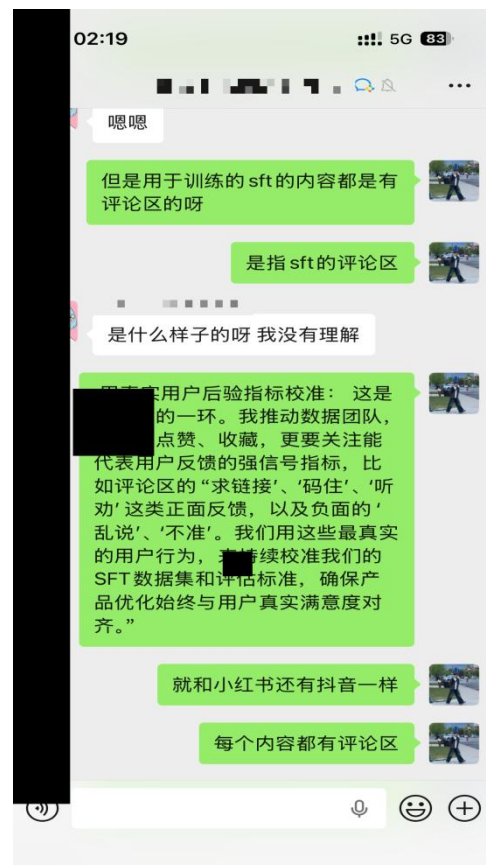 02:19
5G 83
嗯嗯
但是用于训练的 sft 的内容都是有
评论区的呀
是指 sft的评论区
是什么样子的呀 我没有理解
实用户后验指标校准： 这是
的一环。我推动数据团队，
点赞、收藏，更要关注能
代表用户反馈的强信号指标，比
如评论区的 “求链接’、‘码住’、‘听
劝’ 这类正面反馈，以及负面的 ‘
乱说’、‘不准’。我们用这些最真实
的用户行为，持续校准我们的
SFT 数据集和评估标准，确保产
品优化始终与用户真实满意度对
齐。”
就和小红书还有抖音一样
每个内容都有评论区